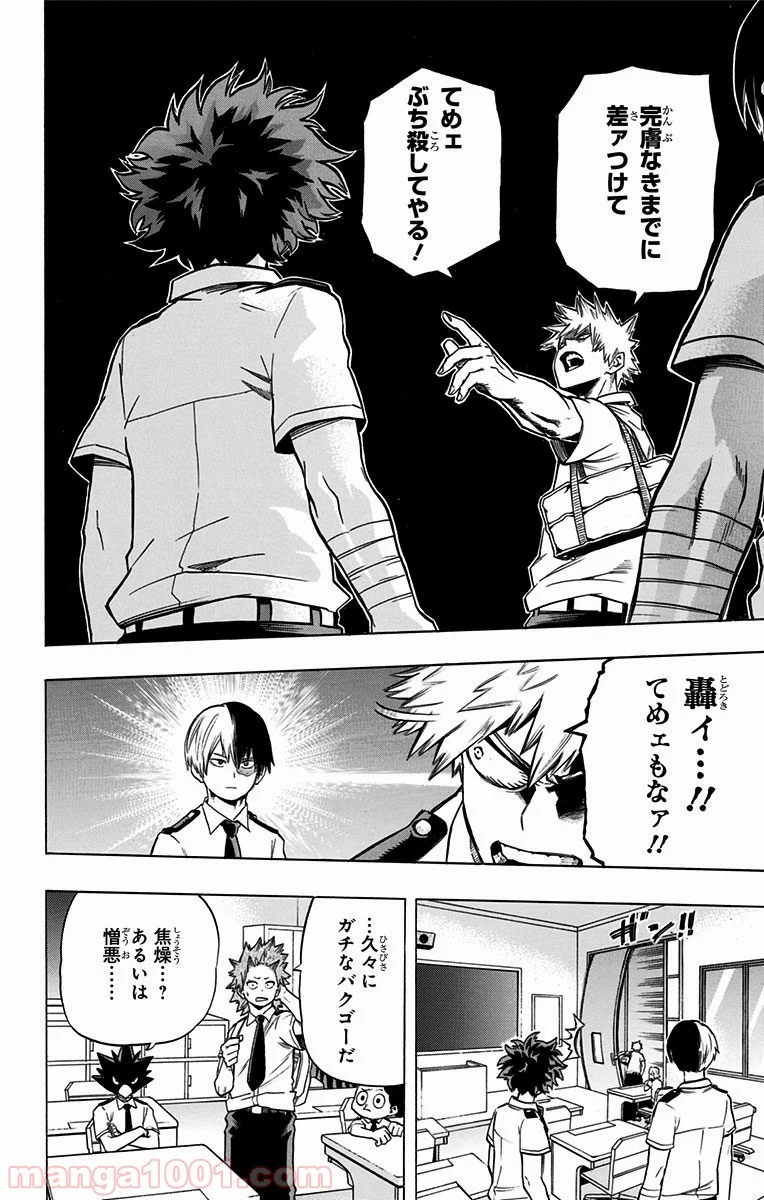 完膚なきまでに
差ァつけて
てめェ
ぶち殺してやる!
轟ィ…!!
てめェもなァ!!
ガン!!
…久々に
ガチなバクゴーだ
焦燥…?
あるいは
憎悪……
manga1001.com